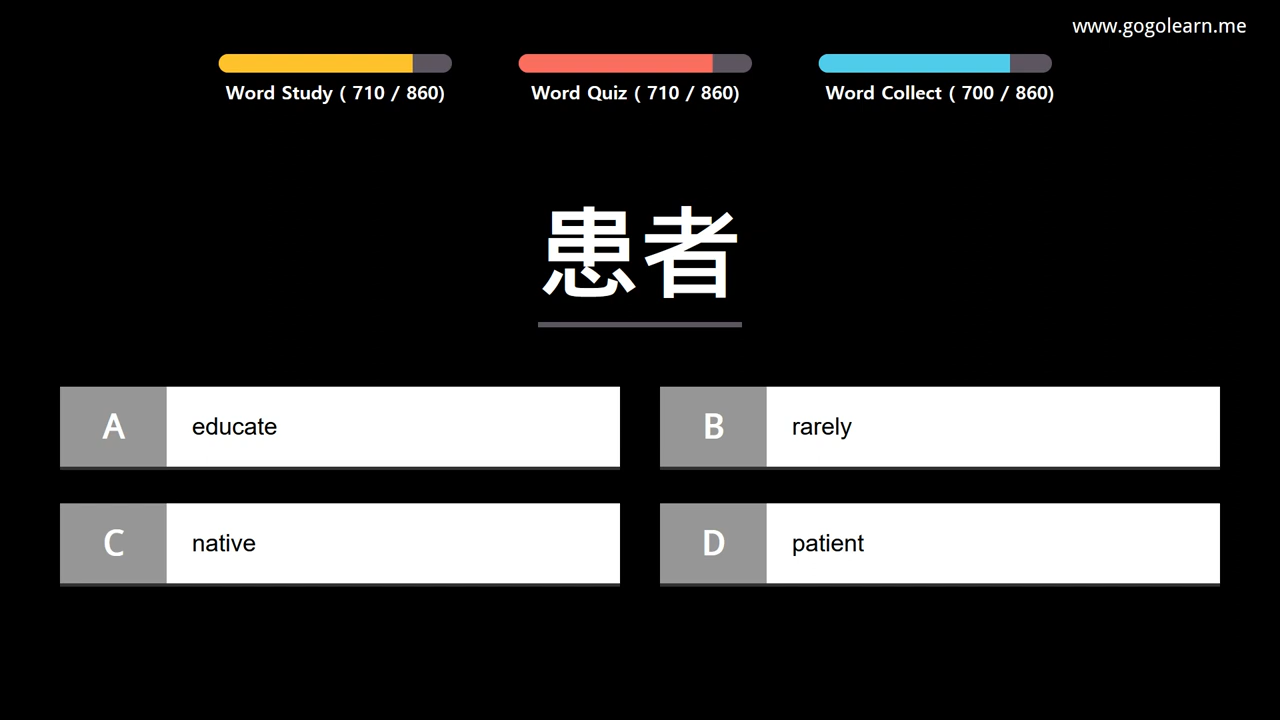 www.gogolearn.me
Word Study ( 710 / 860)
Word Quiz ( 710 / 860)
Word Collect ( 700 / 860)
患者
A educate
B rarely
C native
D patient